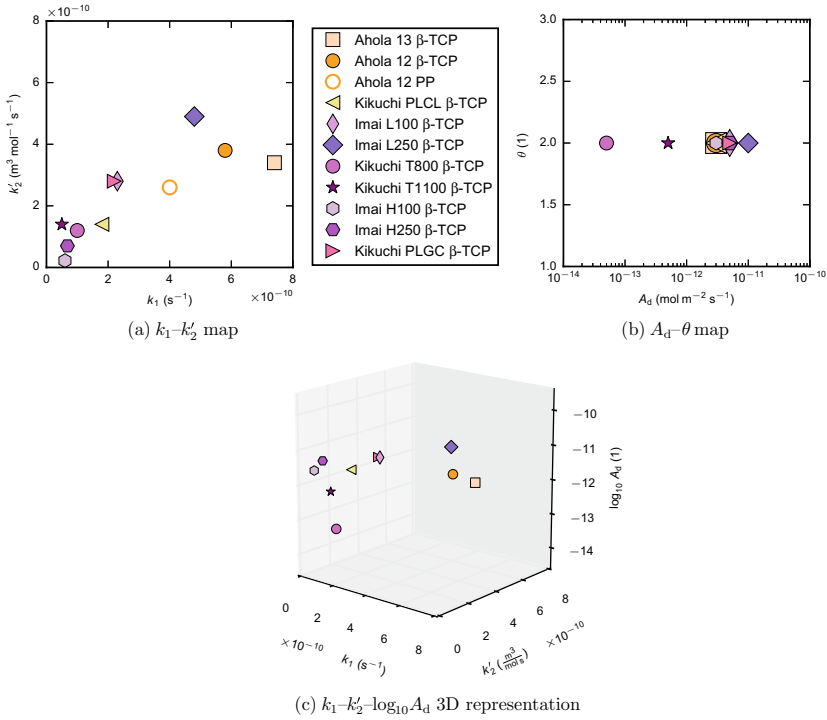 8 ×10⁻¹⁰
6
4
2
0
k₂′ (m³ mol⁻¹ s⁻¹)
0 2 4 6 8
k₁ (s⁻¹) ×10⁻¹⁰
(a) k₁–k₂′ map
Ahola 13 β-TCP
Ahola 12 β-TCP
Ahola 12 PP
Kikuchi PLCL β-TCP
Imai L100 β-TCP
Imai L250 β-TCP
Kikuchi T800 β-TCP
Kikuchi T1100 β-TCP
Imai H100 β-TCP
Imai H250 β-TCP
Kikuchi PLGC β-TCP
3.0
2.5
2.0
1.5
1.0
θ (1)
10⁻¹⁴ 10⁻¹³ 10⁻¹² 10⁻¹¹ 10⁻¹⁰
A_d (mol m⁻² s⁻¹)
(b) A_d–θ map
−10
−11
−12
−13
−14
log₁₀ A_d (1)
0 2 4 6 8
×10⁻¹⁰
k₁ (s⁻¹)
0 2 4 6 8
×10⁻¹⁰
k₂′ (m³/mol s)
(c) k₁–k₂′–log₁₀A_d 3D representation